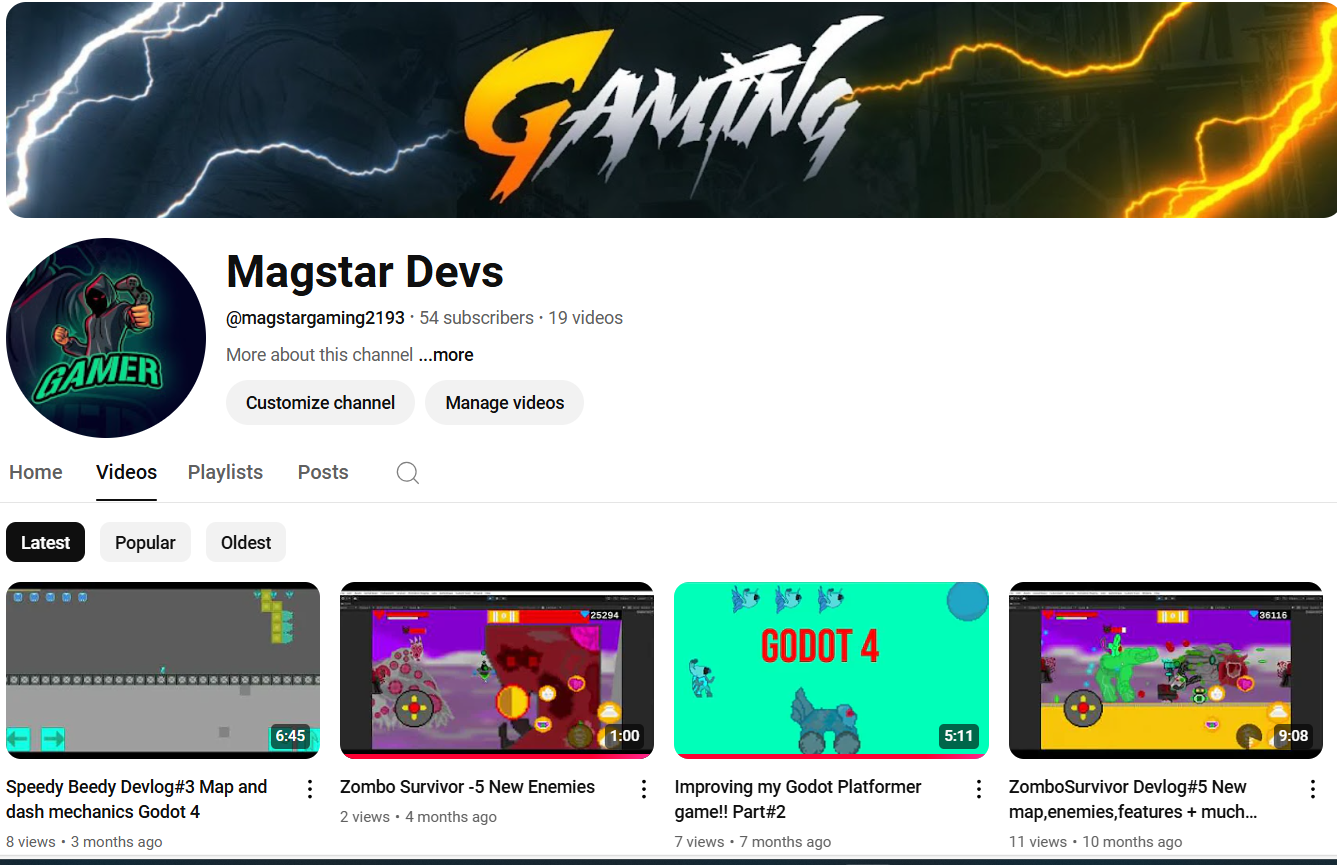 GAMING
GAMER
Magstar Devs
@magstargaming2193 · 54 subscribers · 19 videos
More about this channel ...more
Customize channel
Manage videos
Home
Videos
Playlists
Posts
Latest
Popular
Oldest
6:45
25294
1:00
GODOT 4
5:11
36116
9:08
Speedy Beedy Devlog#3 Map and
dash mechanics Godot 4
8 views • 3 months ago
Zombo Survivor -5 New Enemies
2 views • 4 months ago
Improving my Godot Platformer
game!! Part#2
7 views • 7 months ago
ZomboSurvivor Devlog#5 New
map,enemies,features + much...
11 views • 10 months ago